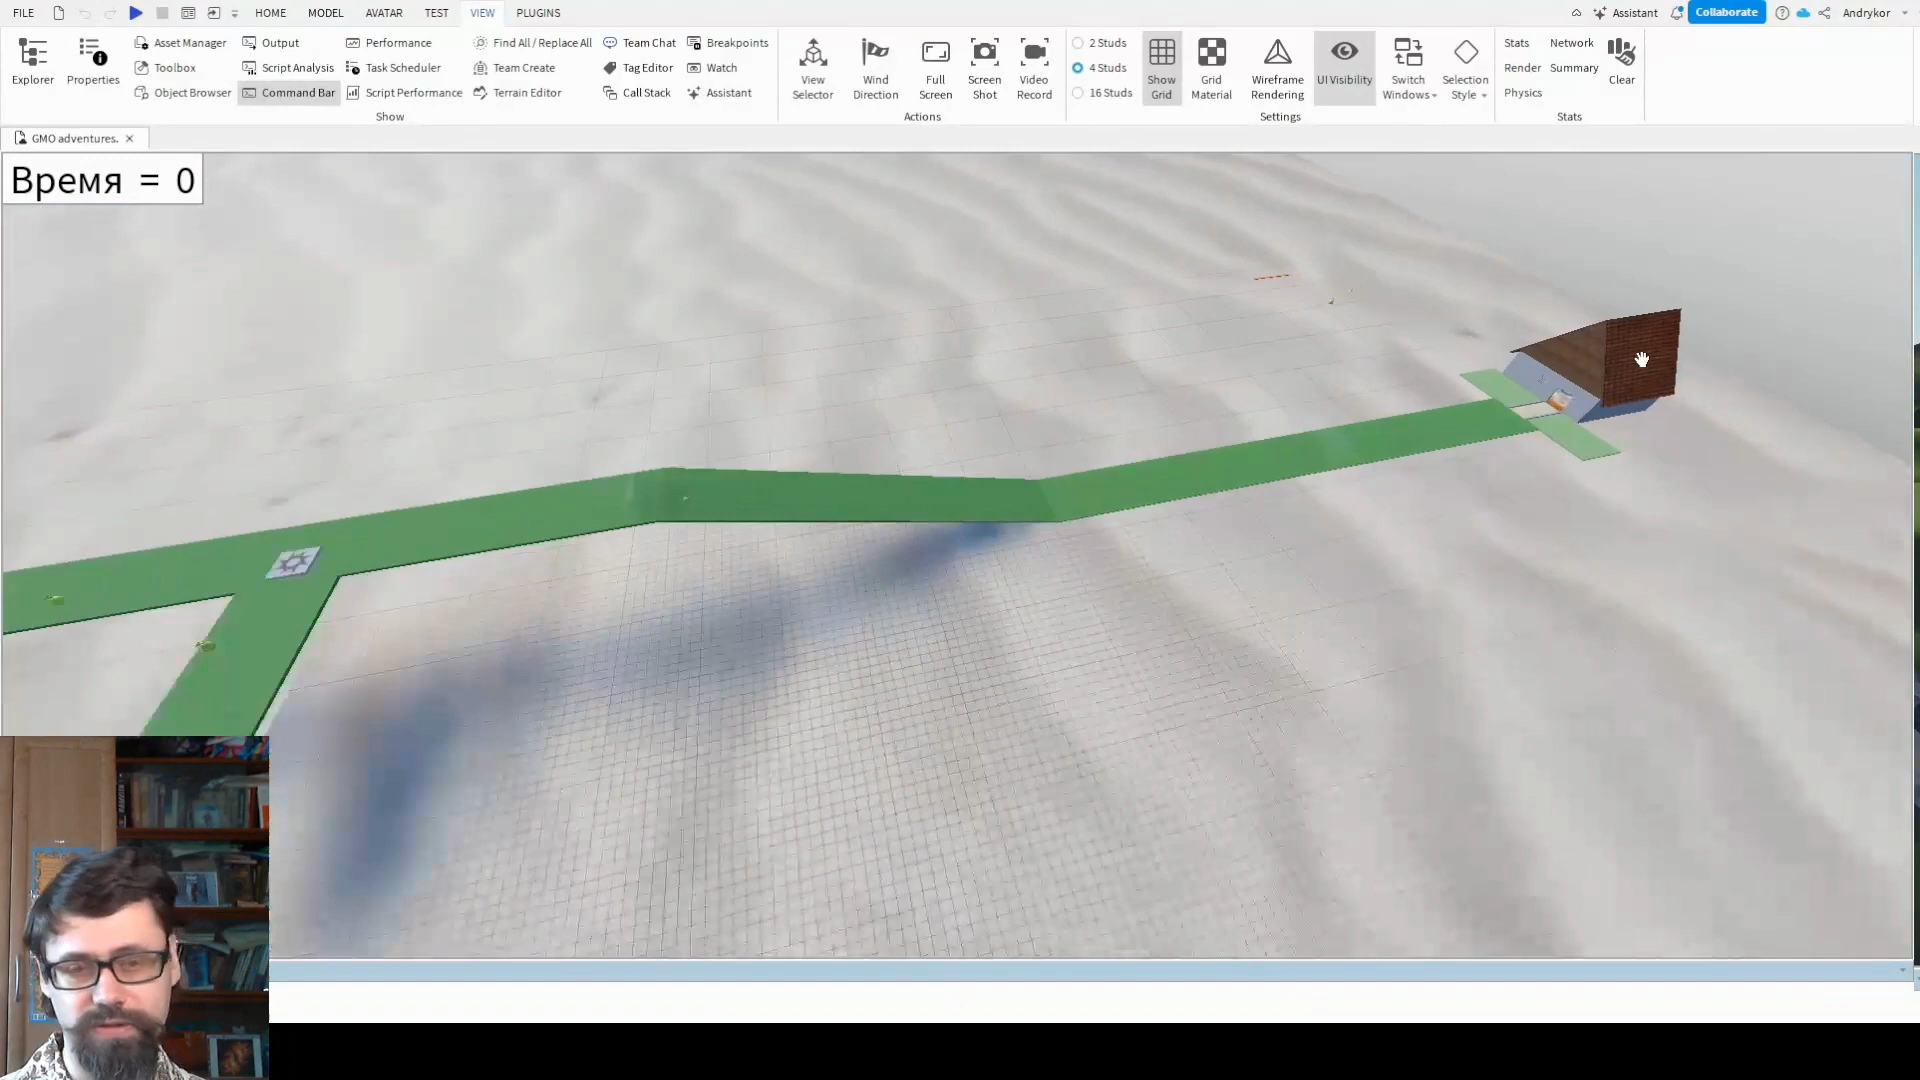 FILE MODEL AVATAR TEST VIEW PLUGINS HOME Assistant Collaborate Andrykor
Explorer
Properties
Asset Manager
Toolbox
Object Browser
Output
Script Analysis
Command Bar
Performance
Task Scheduler
Script Performance
Find All / Replace All
Team Create
Terrain Editor
Team Chat
Tag Editor
Call Stack
Breakpoints
Watch
Assistant
Show
View
Selector
Wind
Direction
Full
Screen
Screen
Shot
Video
Record
Actions
2 Studs
4 Studs
16 Studs
Show
Grid
Grid
Material
Wireframe
Rendering
UI Visibility
Switch
Windows
Selection
Style
Settings
Stats
Render
Physics
Network
Summary
Clear
Stats
GMO adventures.
Время = 0